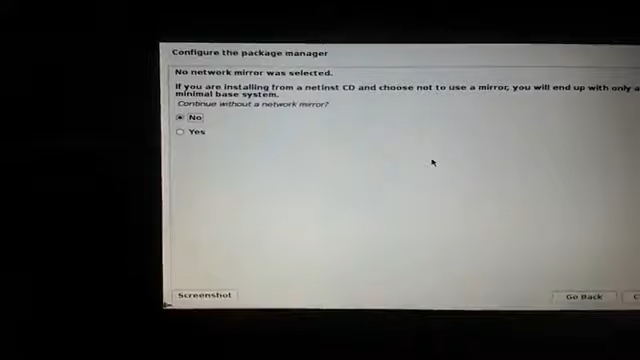 Configure the package manager
No network mirror was selected.
If you are installing from a netinst CD and choose not to use a mirror, you will end up with only a
minimal base system.
Continue without a network mirror?
No
Yes
Screenshot
Go Back